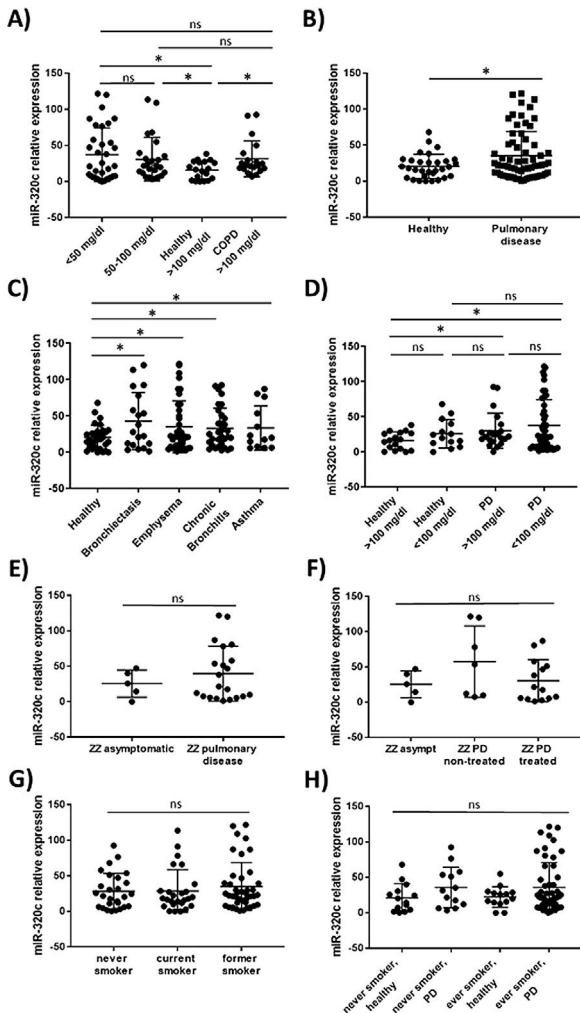 A)
ns
ns
*
ns
*
*
miR-320c relative expression
150
100
50
0
-50
<50 mg/dl
50-100 mg/dl
Healthy
>100 mg/dl
COPD
>100 mg/dl
B)
*
miR-320c relative expression
150
100
50
0
-50
Healthy
Pulmonary
disease
C)
*
*
*
*
miR-320c relative expression
150
100
50
0
-50
Healthy
Bronchiectasis
Emphysema
Chronic
Bronchitis
Asthma
D)
ns
*
*
ns
ns
ns
miR-320c relative expression
150
100
50
0
-50
Healthy
>100 mg/dl
Healthy
<100 mg/dl
PD
>100 mg/dl
PD
<100 mg/dl
E)
ns
miR-320c relative expression
150
100
50
0
-50
ZZ asymptomatic
ZZ pulmonary
disease
F)
ns
miR-320c relative expression
150
100
50
0
-50
ZZ asympt
ZZ PD
non-treated
ZZ PD
treated
G)
ns
miR-320c relative expression
150
100
50
0
-50
never
smoker
current
smoker
former
smoker
H)
ns
miR-320c relative expression
150
100
50
0
-50
never smoker,
healthy
never smoker,
PD
ever smoker,
healthy
ever smoker,
PD